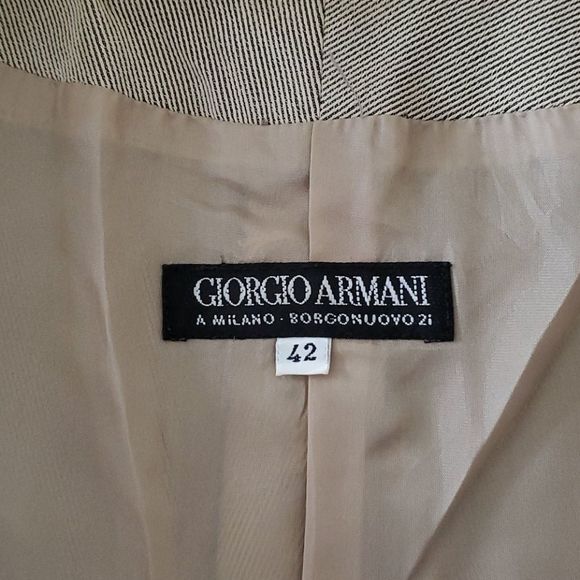 GIORGIO ARMANI
A MILANO · BORGONUOVO 21
42